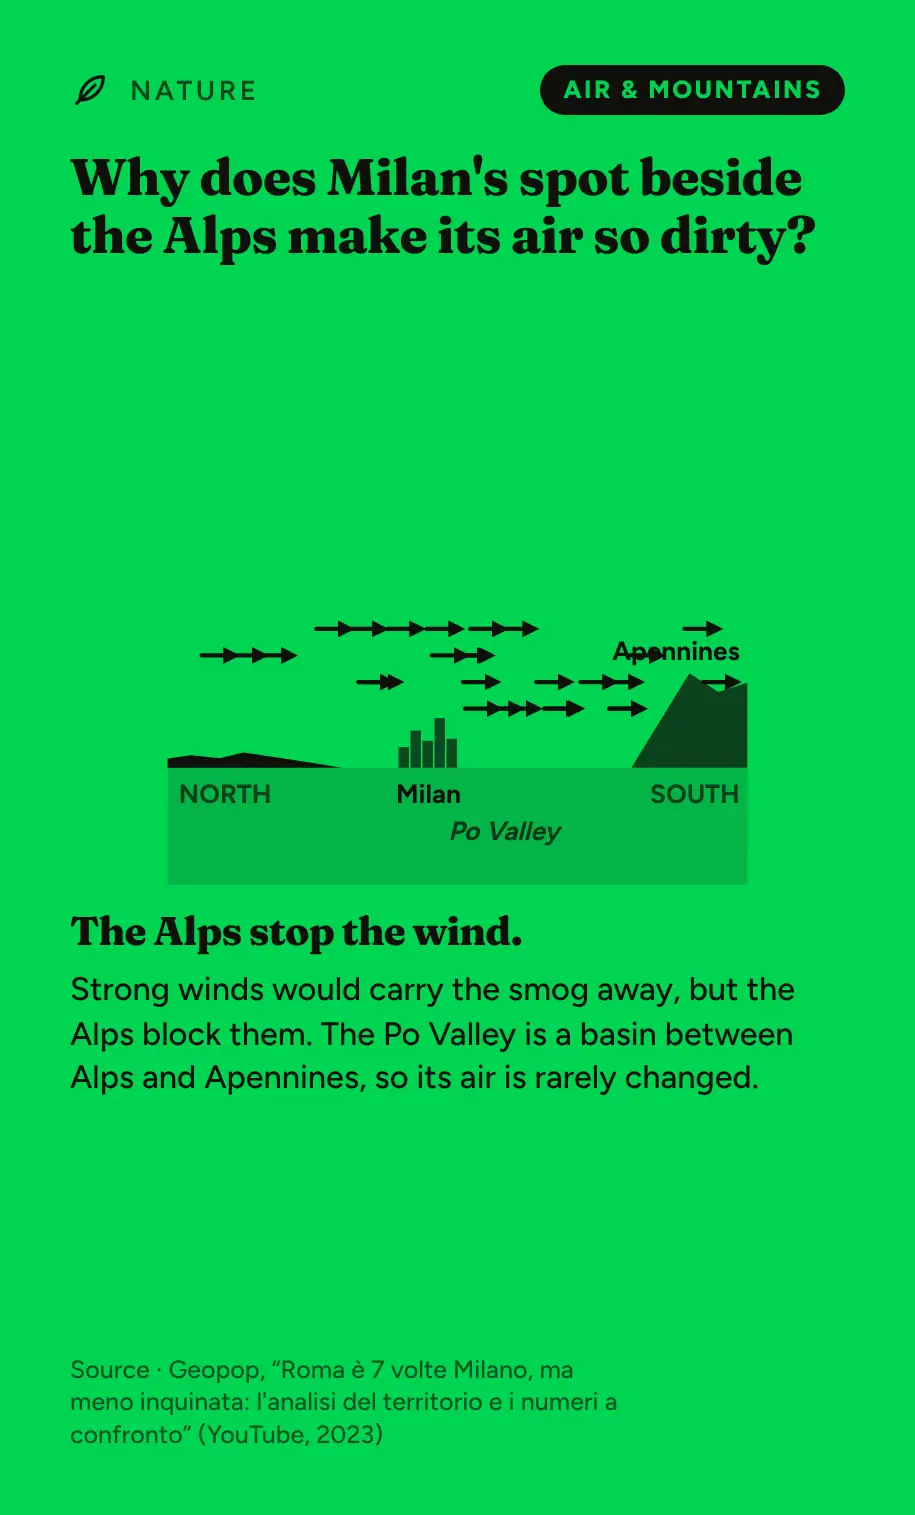 NATURE
AIR & MOUNTAINS
Why does Milan's spot beside
the Alps make its air so dirty?
Apennines
NORTH
Milan
SOUTH
Po Valley
The Alps stop the wind.
Strong winds would carry the smog away, but the
Alps block them. The Po Valley is a basin between
Alps and Apennines, so its air is rarely changed.
Source · Geopop, “Roma è 7 volte Milano, ma
meno inquinata: l'analisi del territorio e i numeri a
confronto” (YouTube, 2023)